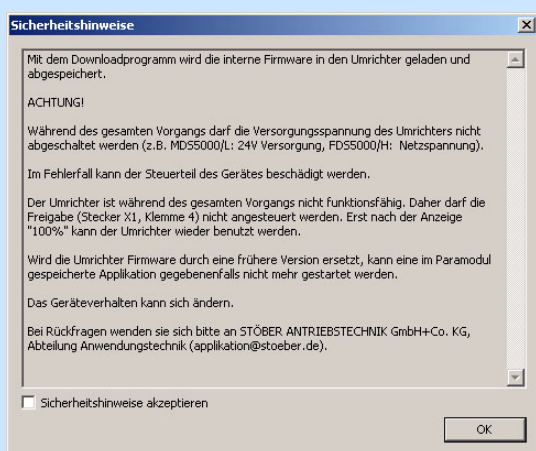 Sicherheitshinweise
Mit dem Downloadprogramm wird die interne Firmware in den Umrichter geladen und
abgespeichert.
ACHTUNG!
Während des gesamten Vorgangs darf die Versorgungsspannung des Umrichters nicht
abgeschaltet werden (z.B. MDS5000/L: 24V Versorgung, FDS5000/H:  Netzspannung).
Im Fehlerfall kann der Steuerteil des Gerätes beschädigt werden.
Der Umrichter ist während des gesamten Vorgangs nicht funktionsfähig. Daher darf die
Freigabe (Stecker X1, Klemme 4) nicht angesteuert werden. Erst nach der Anzeige
"100%" kann der Umrichter wieder benutzt werden.
Wird die Umrichter Firmware durch eine frühere Version ersetzt, kann eine im Paramodul
gespeicherte Applikation gegebenenfalls nicht mehr gestartet werden.
Das Geräteverhalten kann sich ändern.
Bei Rückfragen wenden sie sich bitte an STÖBER ANTRIEBSTECHNIK GmbH+Co. KG,
Abteilung Anwendungstechnik (applikation@stoeber.de).
Sicherheitshinweise akzeptieren
OK